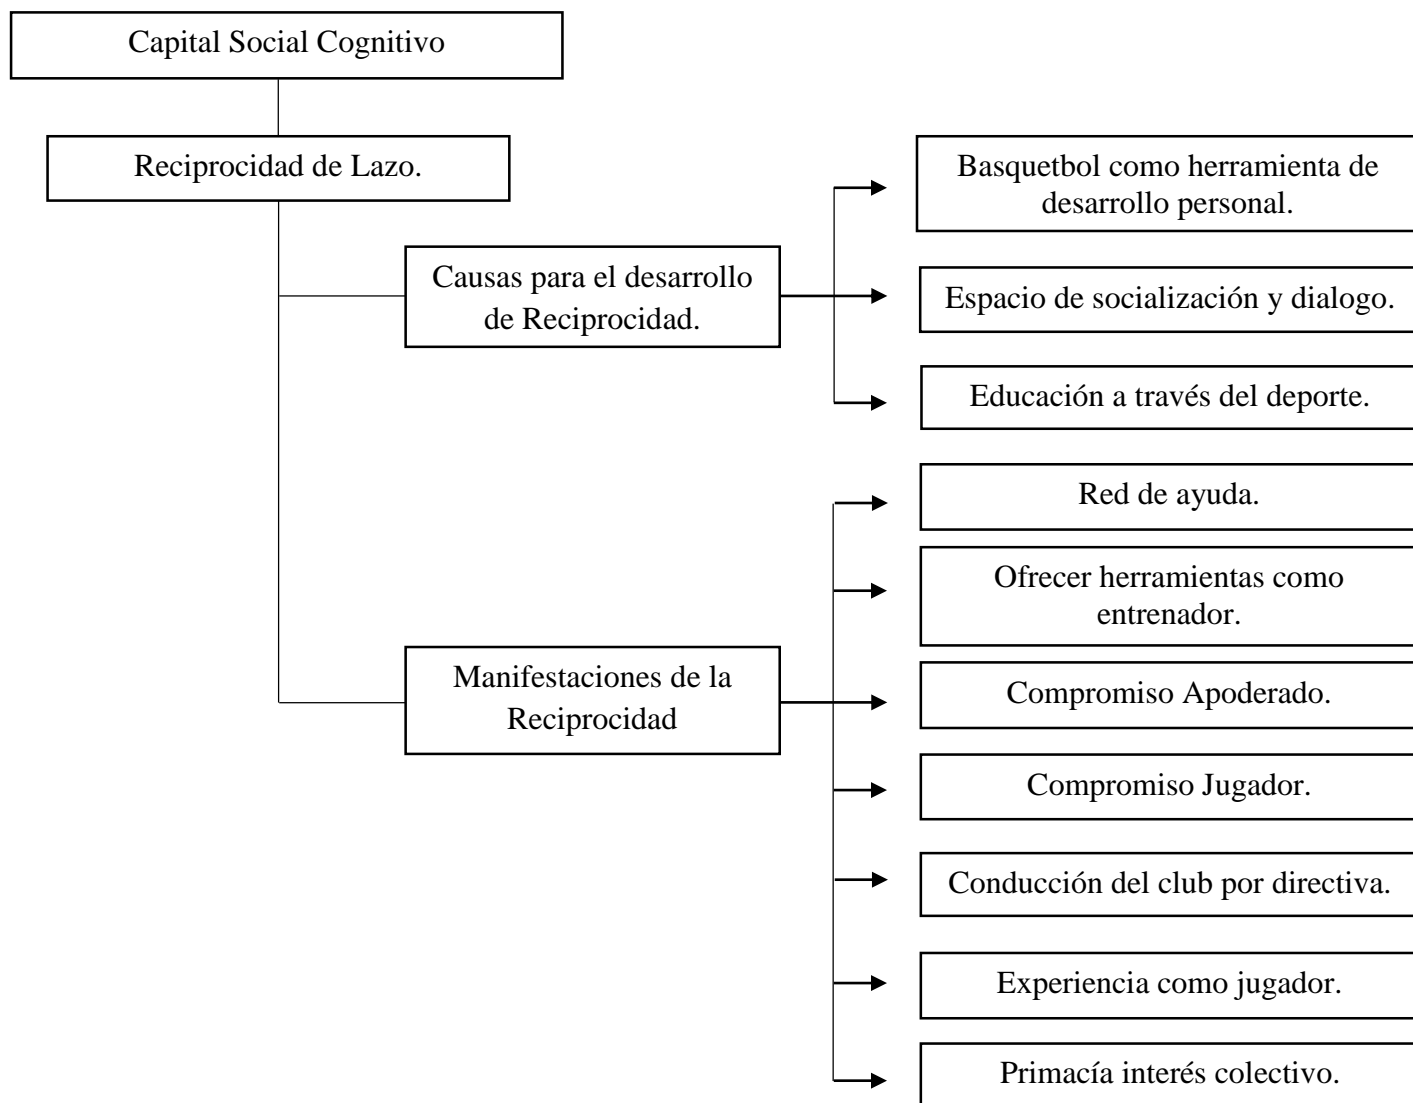 Capital Social Cognitivo
Reciprocidad de Lazo.
Causas para el desarrollo
de Reciprocidad.
Basquetbol como herramienta de
desarrollo personal.
Espacio de socialización y dialogo.
Educación a través del deporte.
Manifestaciones de la
Reciprocidad
Red de ayuda.
Ofrecer herramientas como
entrenador.
Compromiso Apoderado.
Compromiso Jugador.
Conducción del club por directiva.
Experiencia como jugador.
Primacía interés colectivo.